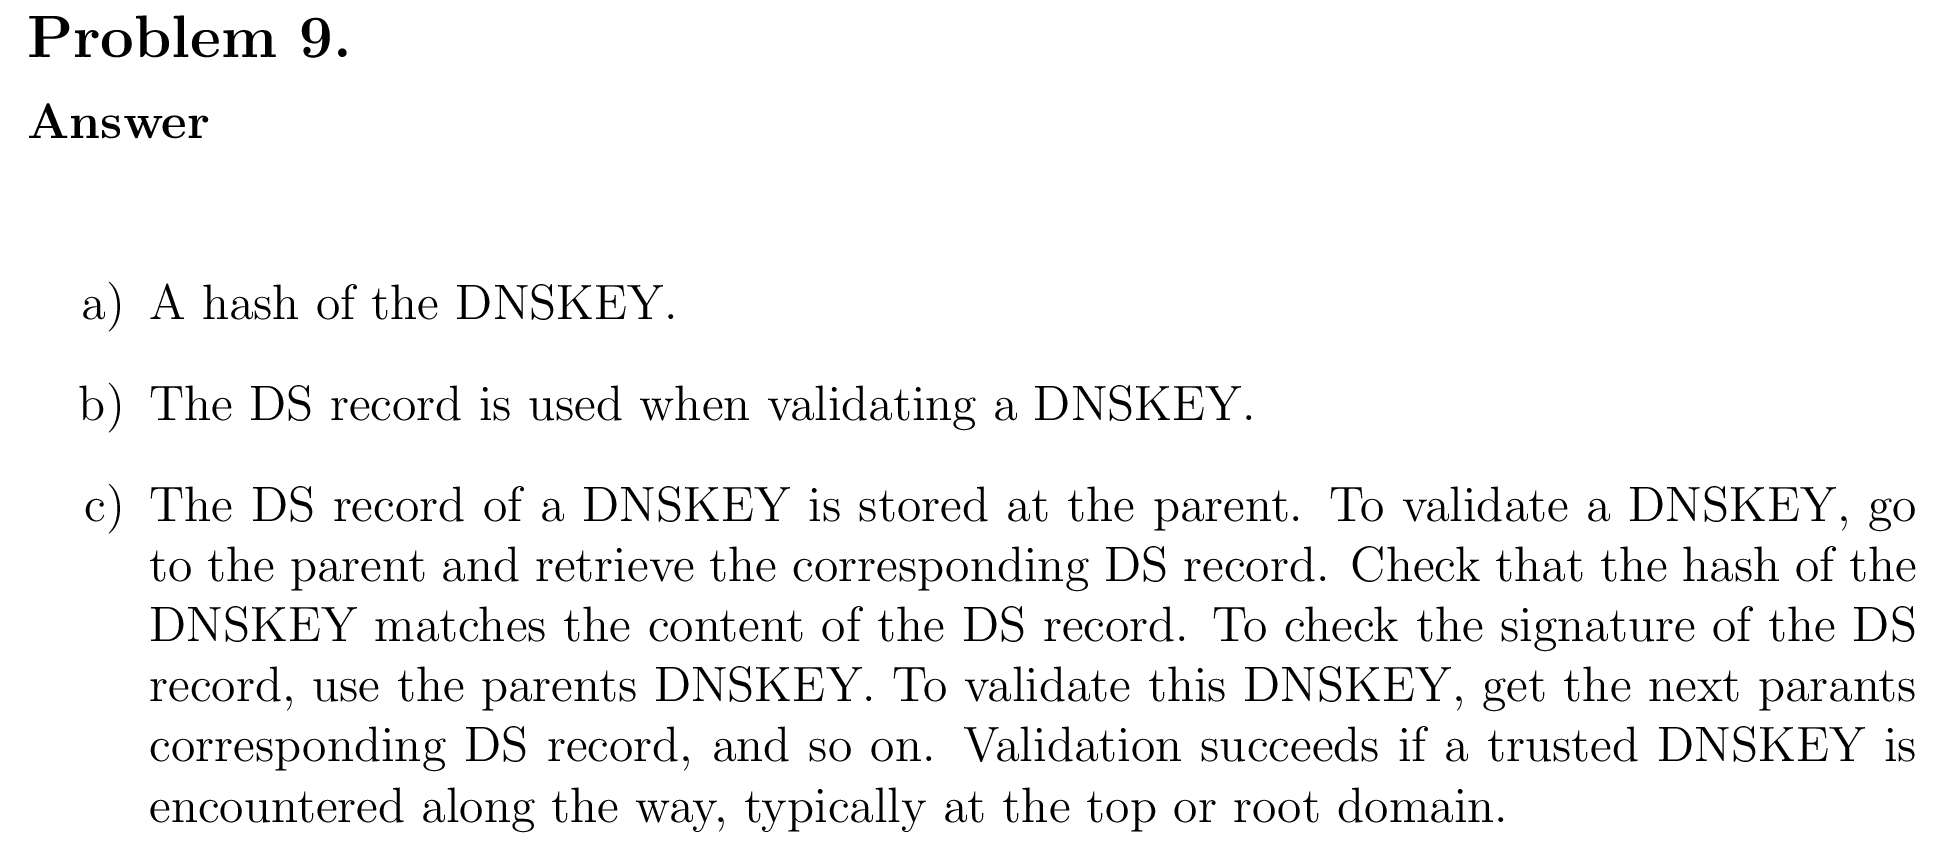 Problem 9.
Answer
a) A hash of the DNSKEY.
b) The DS record is used when validating a DNSKEY.
c) The DS record of a DNSKEY is stored at the parent. To validate a DNSKEY, go
to the parent and retrieve the corresponding DS record. Check that the hash of the
DNSKEY matches the content of the DS record. To check the signature of the DS
record, use the parents DNSKEY. To validate this DNSKEY, get the next parants
corresponding DS record, and so on. Validation succeeds if a trusted DNSKEY is
encountered along the way, typically at the top or root domain.